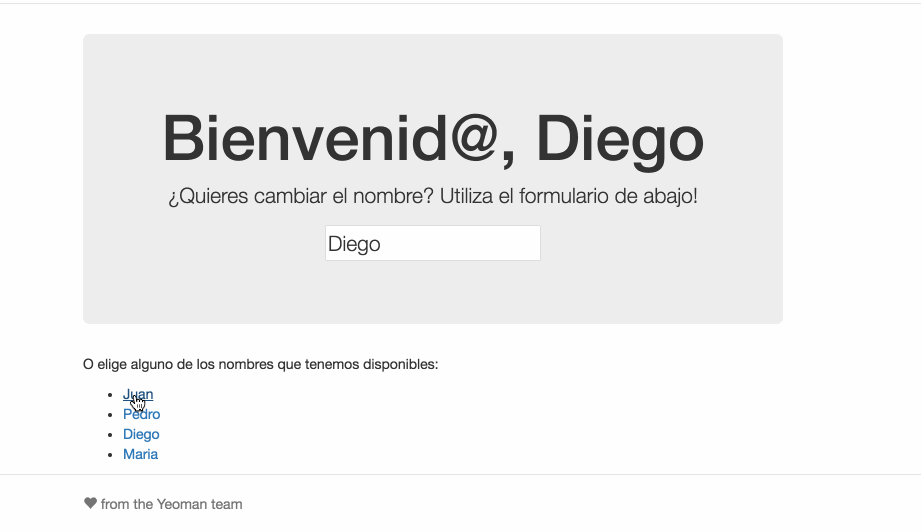 Bienvenid@, Diego
¿Quieres cambiar el nombre? Utiliza el formulario de abajo!
Diego
O elige alguno de los nombres que tenemos disponibles:
Juan
Pedro
Diego
Maria
from the Yeoman team